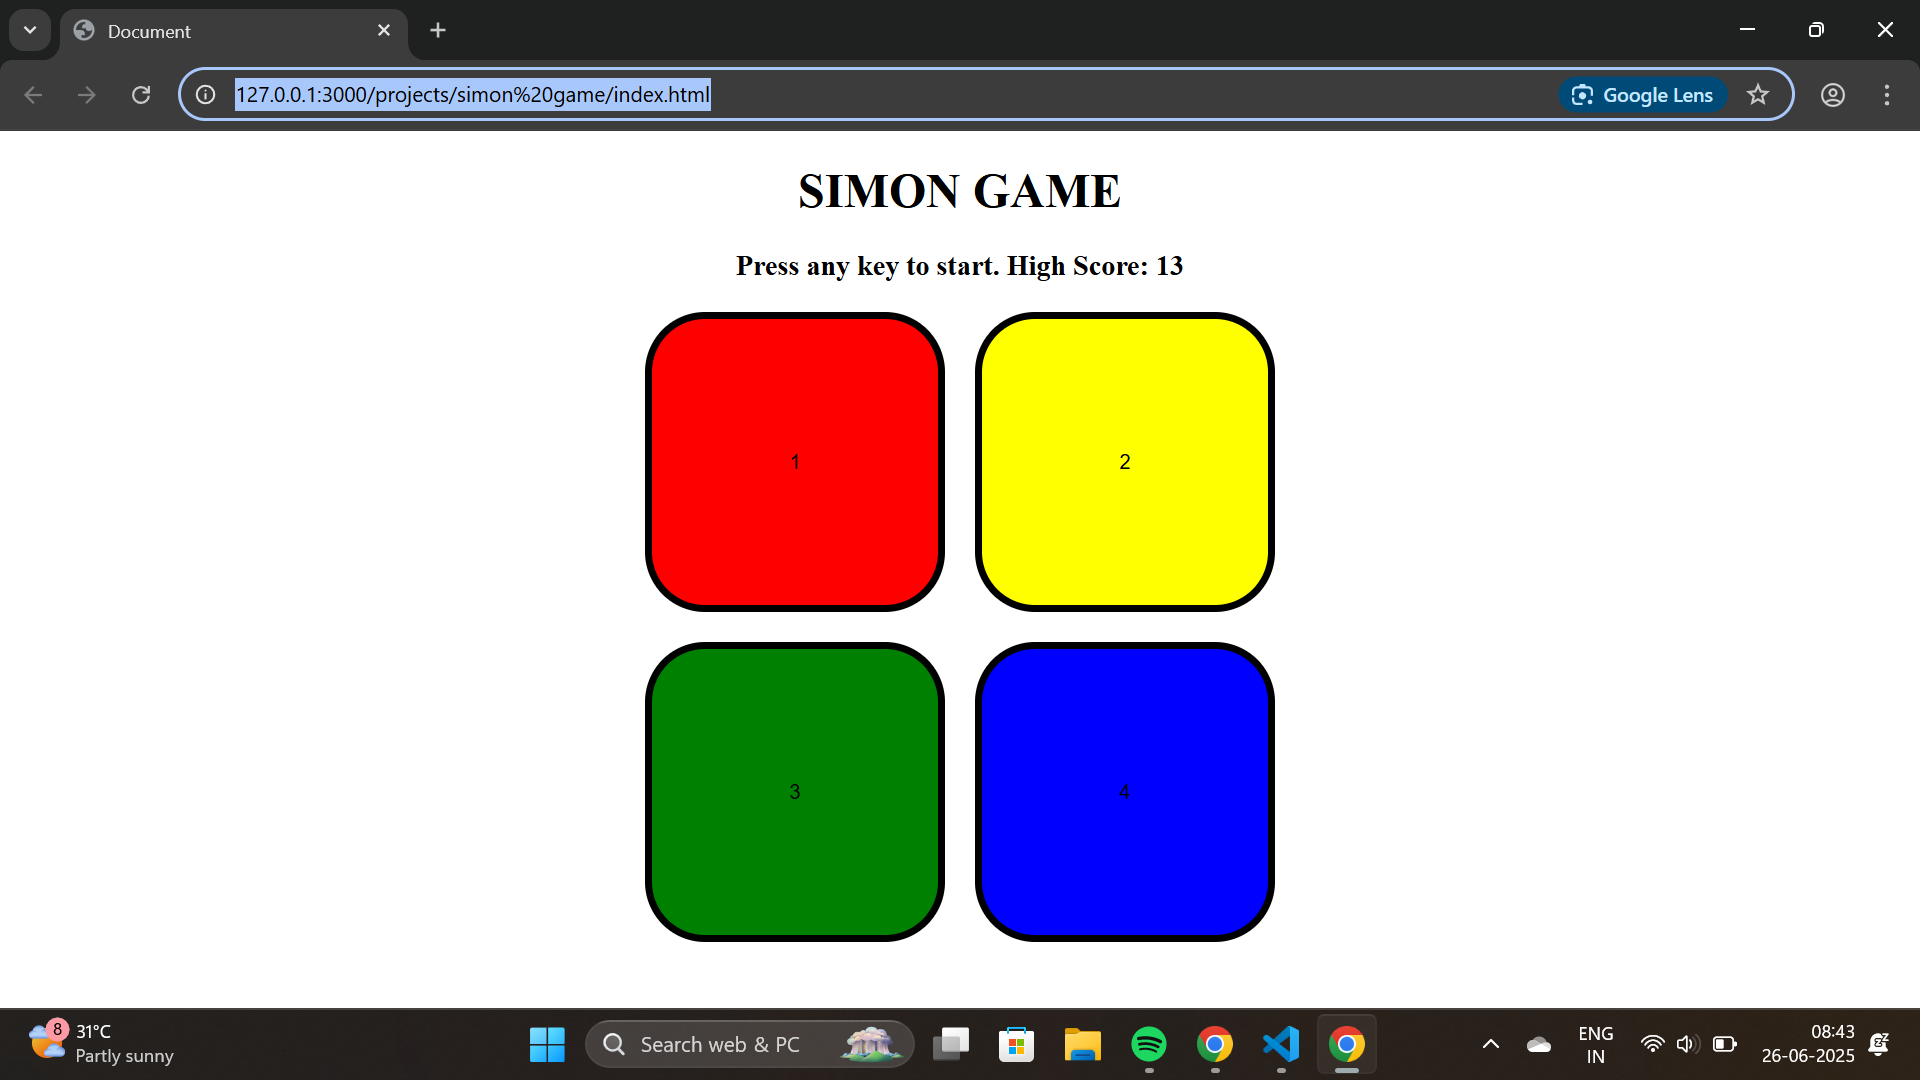 Document
127.0.0.1:3000/projects/simon%20game/index.html
Google Lens
SIMON GAME
Press any key to start. High Score: 13
1
2
3
4
8
31°C
Partly sunny
Search web & PC
ENG
IN
08:43
26-06-2025